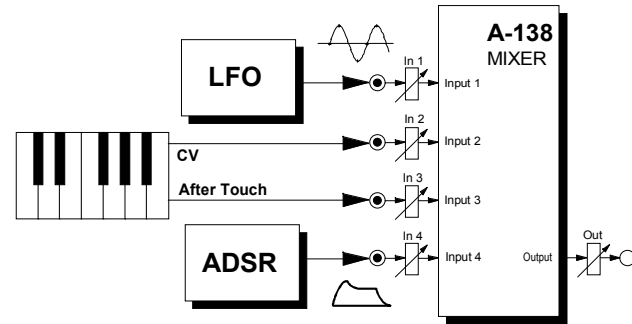 A-138
MIXER
LFO
In 1
Input 1
In 2
Input 2
CV
After Touch
In 3
Input 3
ADSR
In 4
Input 4
Output
Out